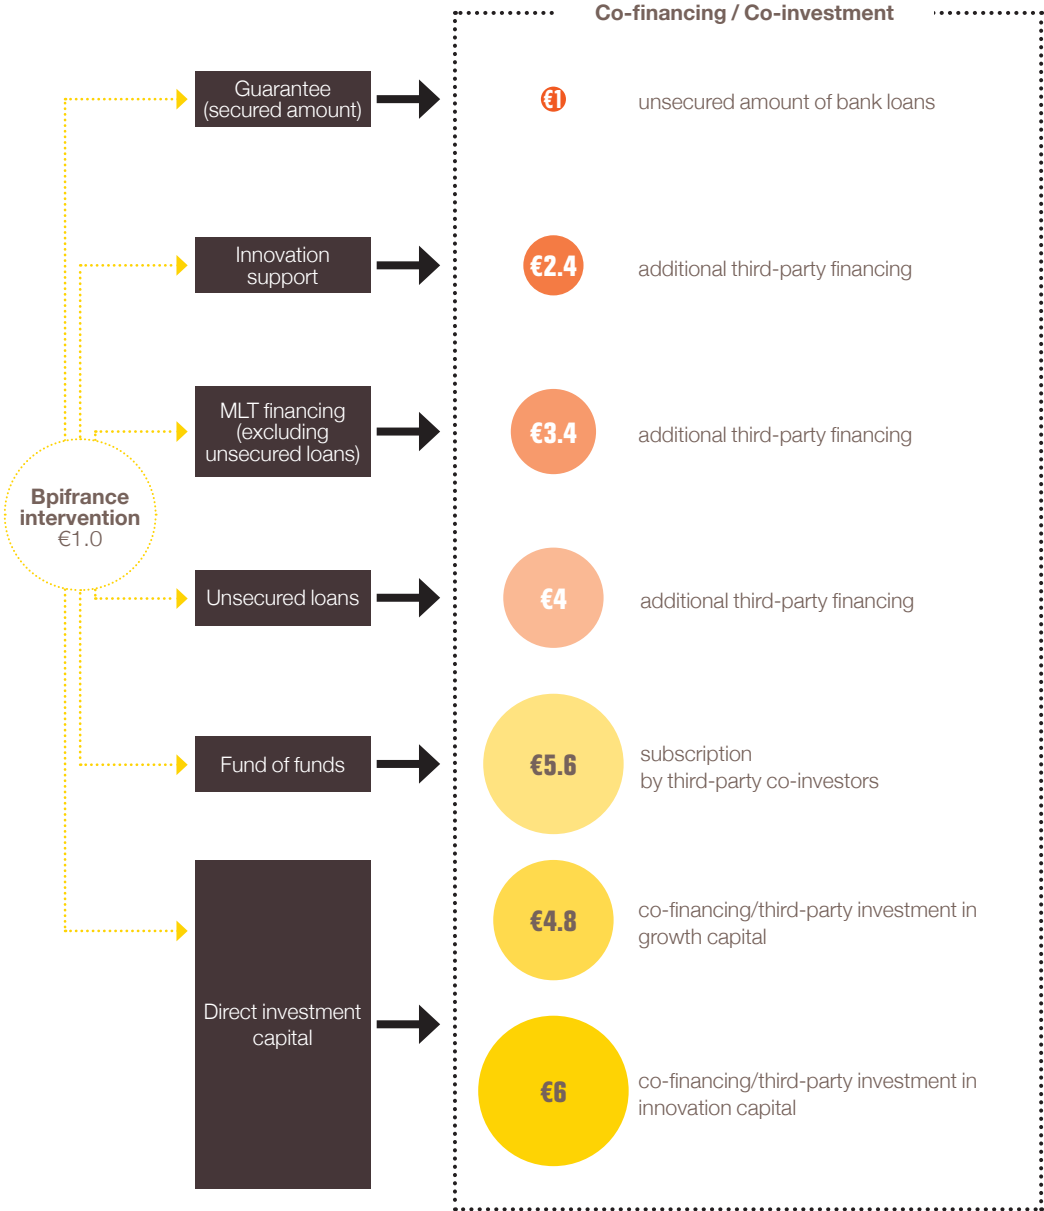 Co-financing / Co-investment
Guarantee
(secured amount)
€1
unsecured amount of bank loans
Innovation
support
€2.4
additional third-party financing
MLT financing
(excluding
unsecured loans)
€3.4
additional third-party financing
Bpifrance
intervention
€1.0
Unsecured loans
€4
additional third-party financing
Fund of funds
€5.6
subscription
by third-party co-investors
Direct investment
capital
€4.8
co-financing/third-party investment in
growth capital
€6
co-financing/third-party investment in
innovation capital